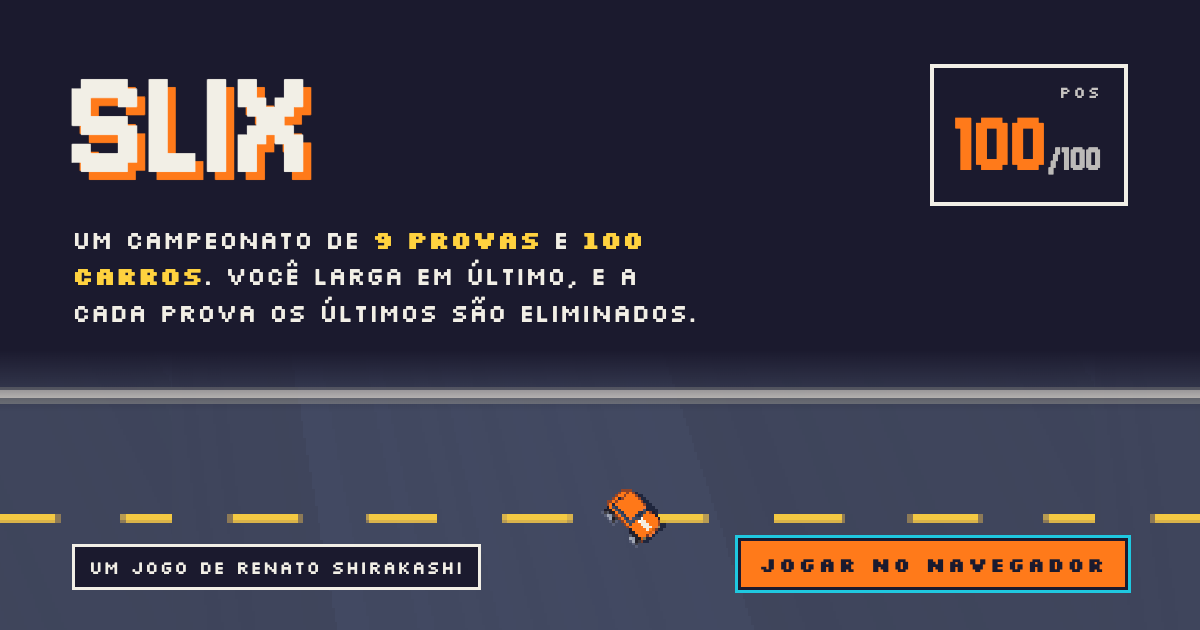 SLIX
POS
100/100
UM CAMPEONATO DE 9 PROVAS E 100
CARROS. VOCÊ LARGA EM ÚLTIMO, E A
CADA PROVA OS ÚLTIMOS SÃO ELIMINADOS.
UM JOGO DE RENATO SHIRAKASHI
JOGAR NO NAVEGADOR